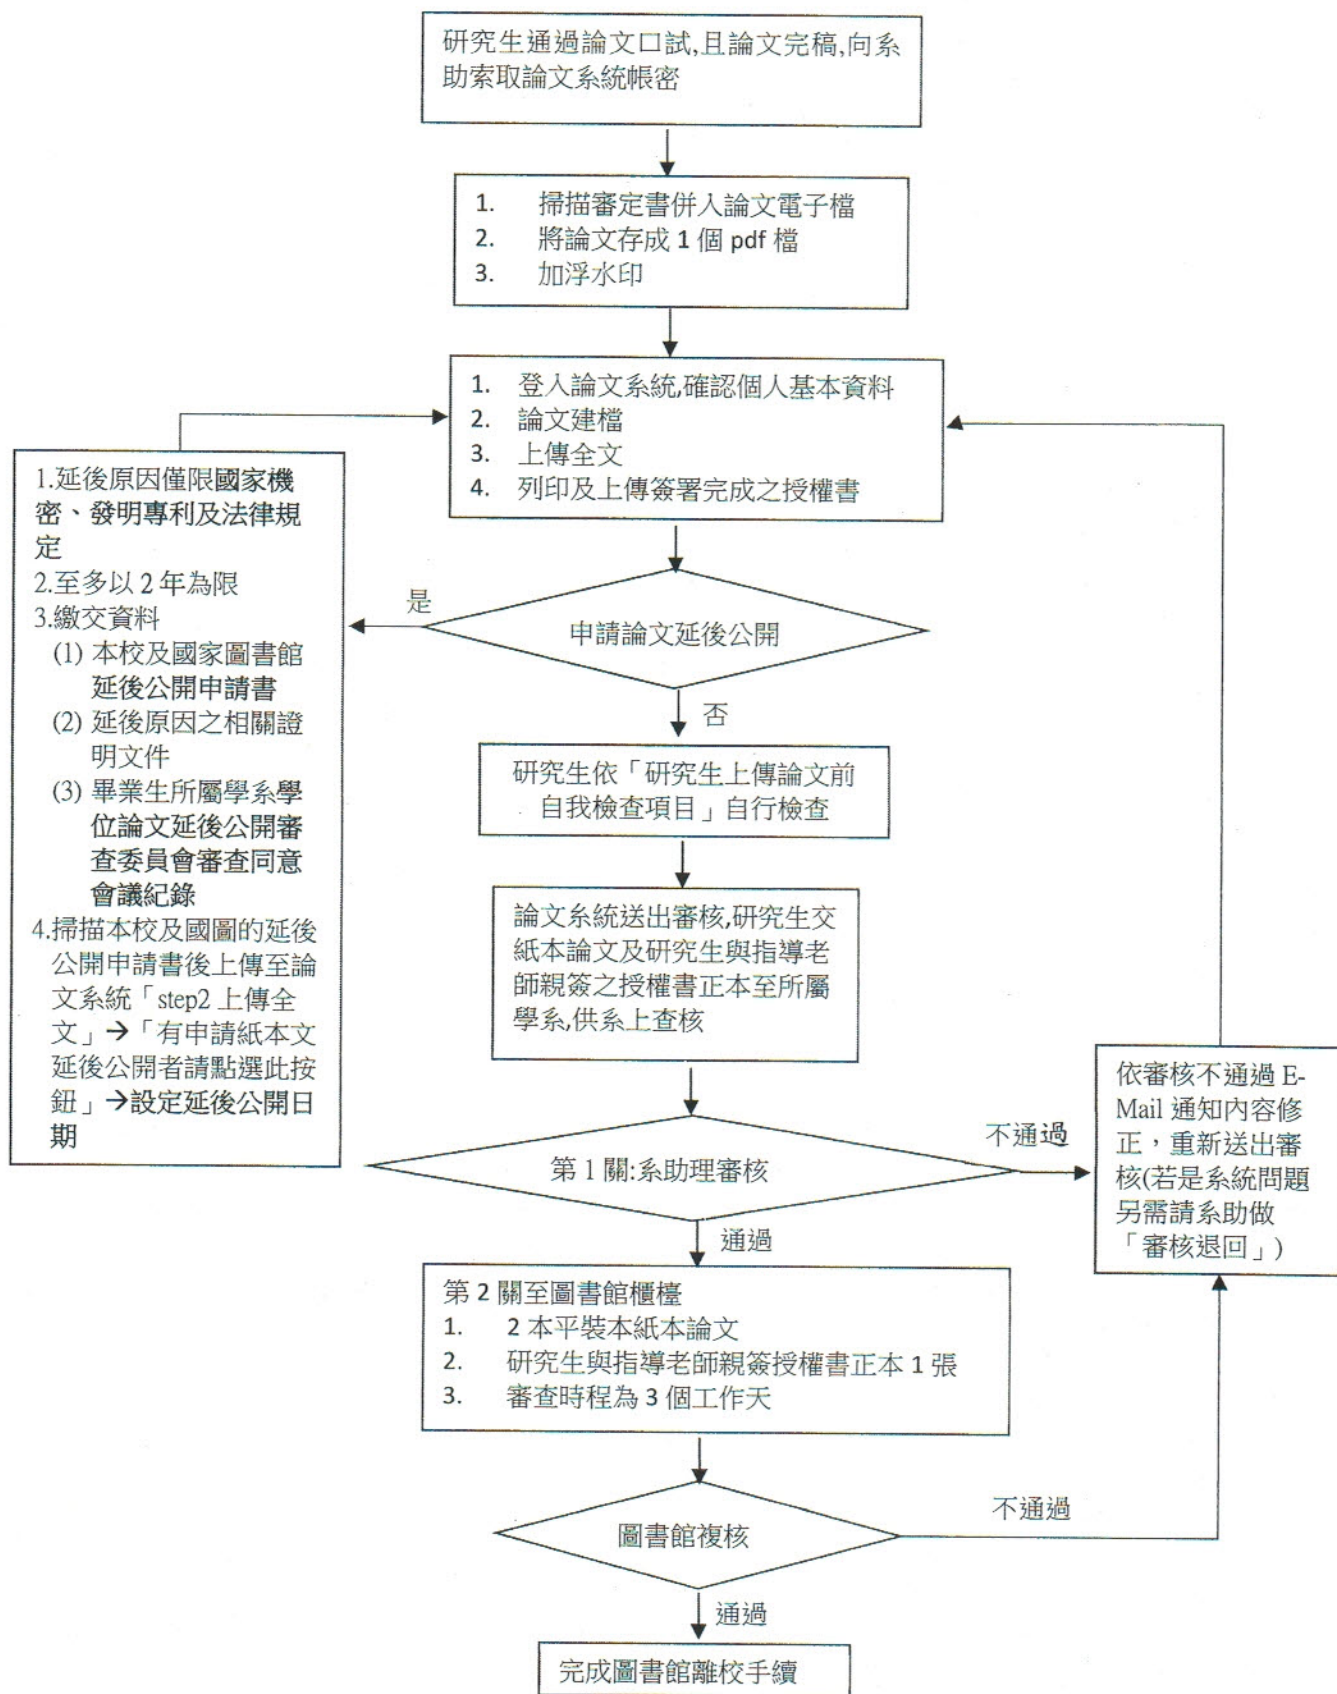 研究生通過論文口試,且論文完稿,向系
助索取論文系統帳密
1. 掃描審定書併入論文電子檔
2. 將論文存成 1 個 pdf 檔
3. 加浮水印
1. 登入論文系統,確認個人基本資料
2. 論文建檔
3. 上傳全文
4. 列印及上傳簽署完成之授權書
申請論文延後公開
是
1.延後原因僅限國家機
密、發明專利及法律規
定
2.至多以 2 年為限
3.繳交資料
(1) 本校及國家圖書館
延後公開申請書
(2) 延後原因之相關證
明文件
(3) 畢業生所屬學系學
位論文延後公開審
查委員會審查同意
會議紀錄
4.掃描本校及國圖的延後
公開申請書後上傳至論
文系統「step2 上傳全
文」→「有申請紙本文
延後公開者請點選此按
鈕」→設定延後公開日
期
否
研究生依「研究生上傳論文前
自我檢查項目」自行檢查
論文系統送出審核,研究生交
紙本論文及研究生與指導老
師親簽之授權書正本至所屬
學系,供系上查核
第 1 關:系助理審核
不通過
依審核不通過 E-
Mail 通知內容修
正，重新送出審
核(若是系統問題
另需請系助做
「審核退回」)
通過
第 2 關至圖書館櫃檯
1. 2 本平裝本紙本論文
2. 研究生與指導老師親簽授權書正本 1 張
3. 審查時程為 3 個工作天
圖書館複核
不通過
通過
完成圖書館離校手續